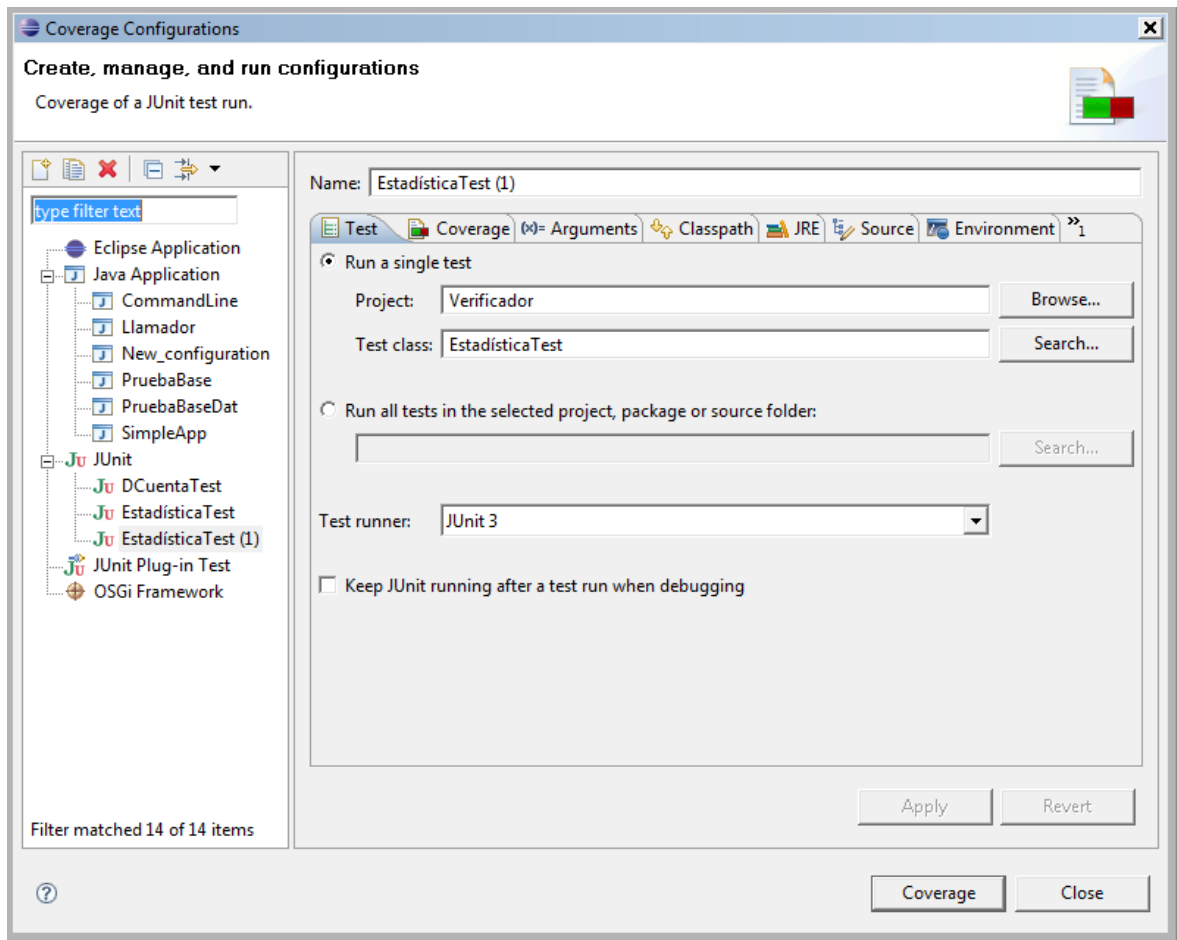 Coverage Configurations
Create, manage, and run configurations
Coverage of a JUnit test run.
type filter text
Eclipse Application
Java Application
CommandLine
Llamador
New_configuration
PruebaBase
PruebaBaseDat
SimpleApp
JUnit
DCuentaTest
EstadísticaTest
EstadísticaTest (1)
JUnit Plug-in Test
OSGi Framework
Filter matched 14 of 14 items
Name: EstadísticaTest (1)
Test Coverage (x)= Arguments Classpath JRE Source Environment »1
Run a single test
Project: Verificador Browse...
Test class: EstadísticaTest Search...
Run all tests in the selected project, package or source folder:
Search...
Test runner: JUnit 3
Keep JUnit running after a test run when debugging
Apply Revert
Coverage Close